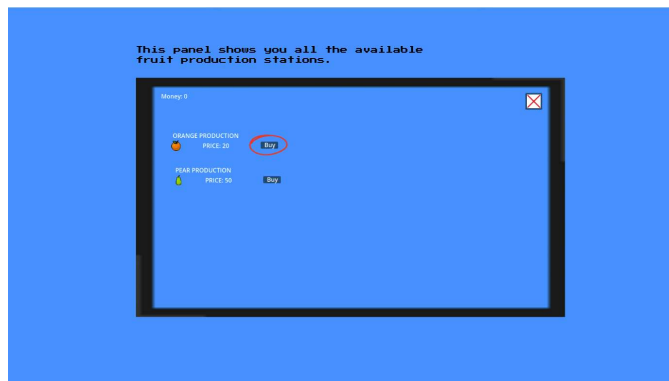 This panel shows you all the available
fruit production stations.
Money: 0
ORANGE PRODUCTION
PRICE: 20 Buy
PEAR PRODUCTION
PRICE: 50 Buy